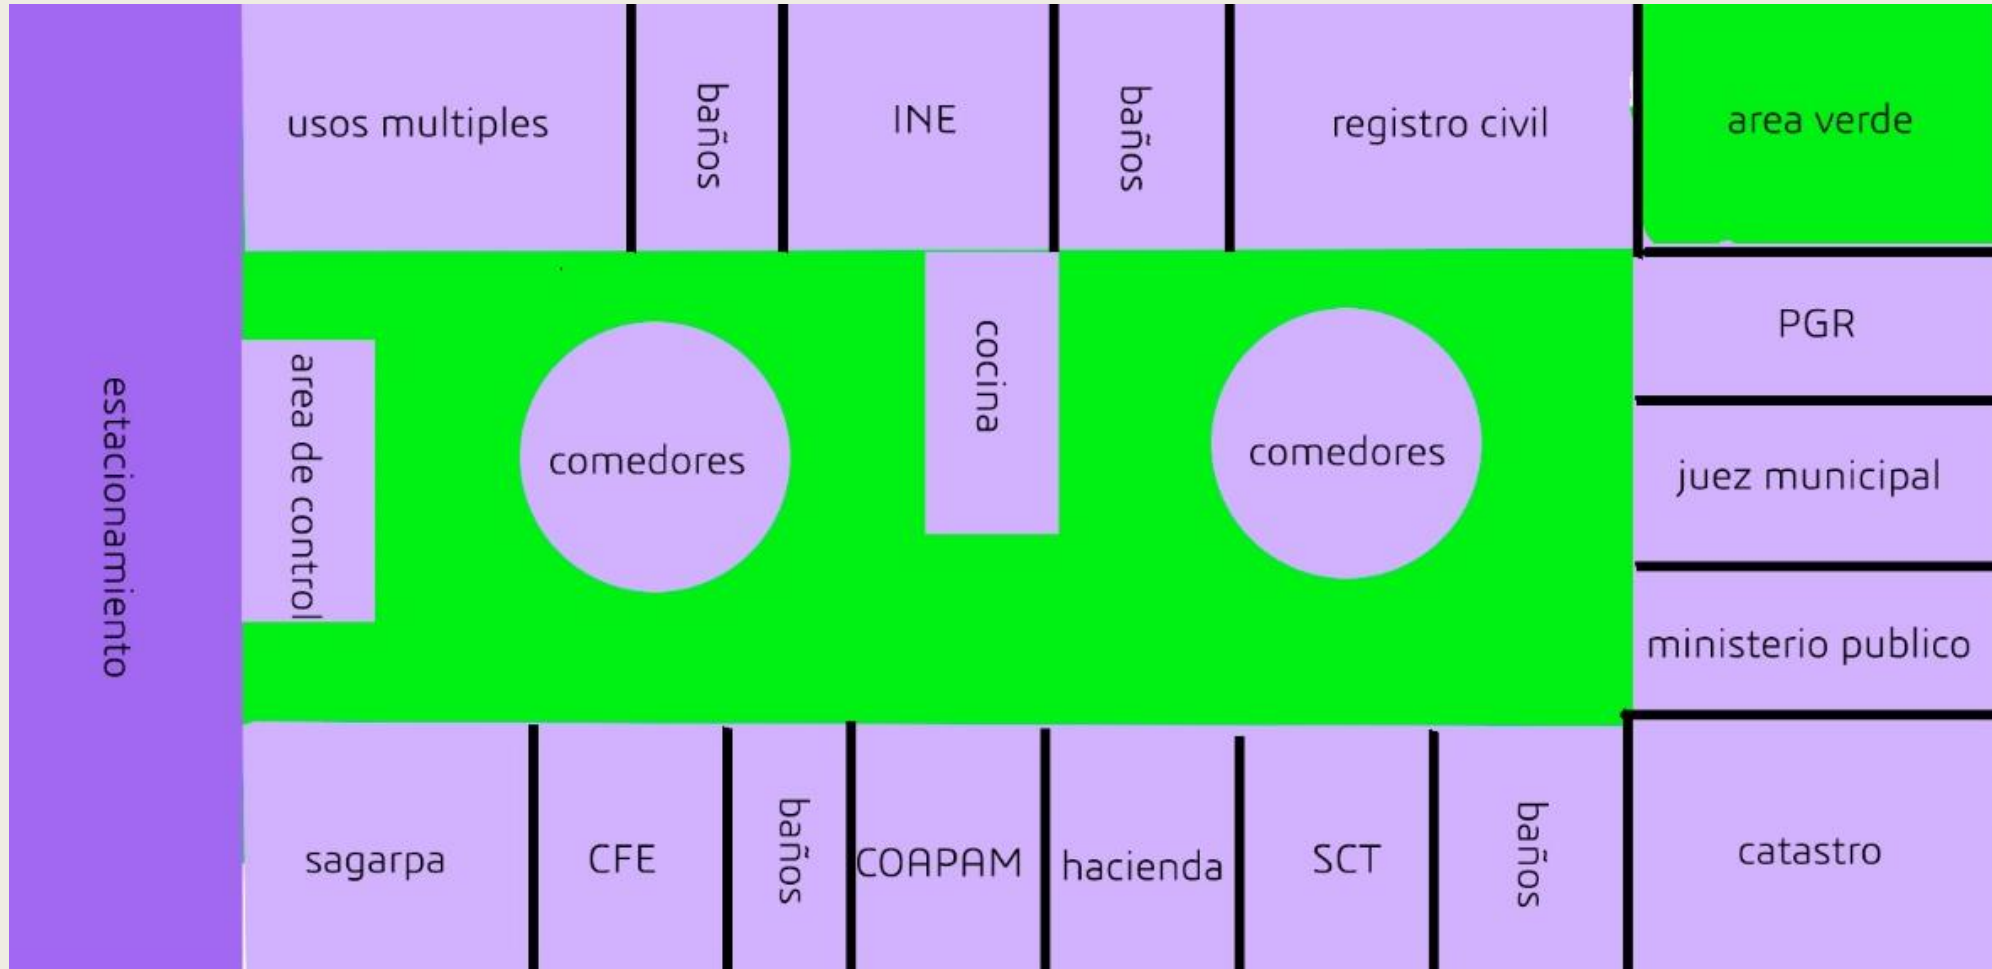 usos multiples
baños
INE
baños
registro civil
area verde
estacionamiento
area de control
comedores
cocina
comedores
PGR
juez municipal
ministerio publico
sagarpa
CFE
baños
COAPAM
hacienda
SCT
baños
catastro